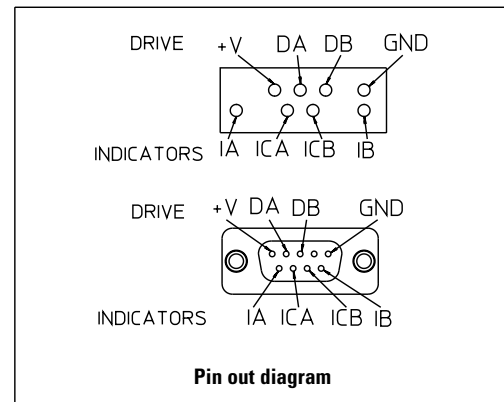 DRIVE +V DA DB GND
INDICATORS IA ICA ICB IB
DRIVE +V DA DB GND
IA ICA ICB IB
INDICATORS
Pin out diagram